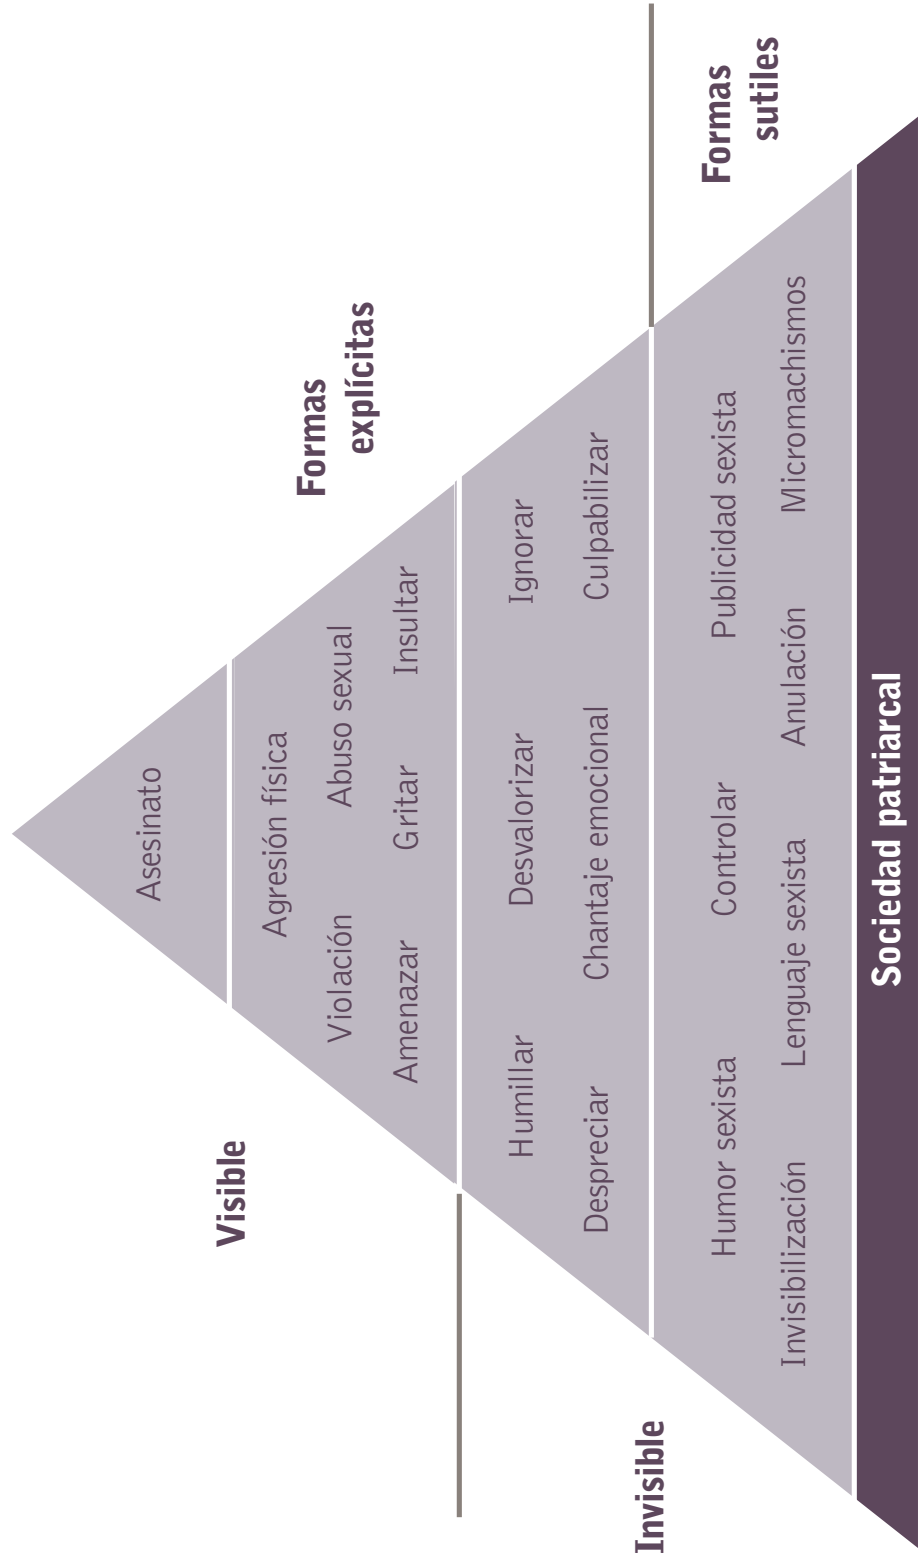 Visible
Formas
explícitas
Asesinato
Agresión física
Violación Abuso sexual
Amenazar Gritar Insultar
Invisible
Humillar Desvalorizar Ignorar
Despreciar Chantaje emocional Culpabilizar
Formas
sutiles
Humor sexista Controlar Publicidad sexista
Invisibilización Lenguaje sexista Anulación Micromachismos
Sociedad patriarcal